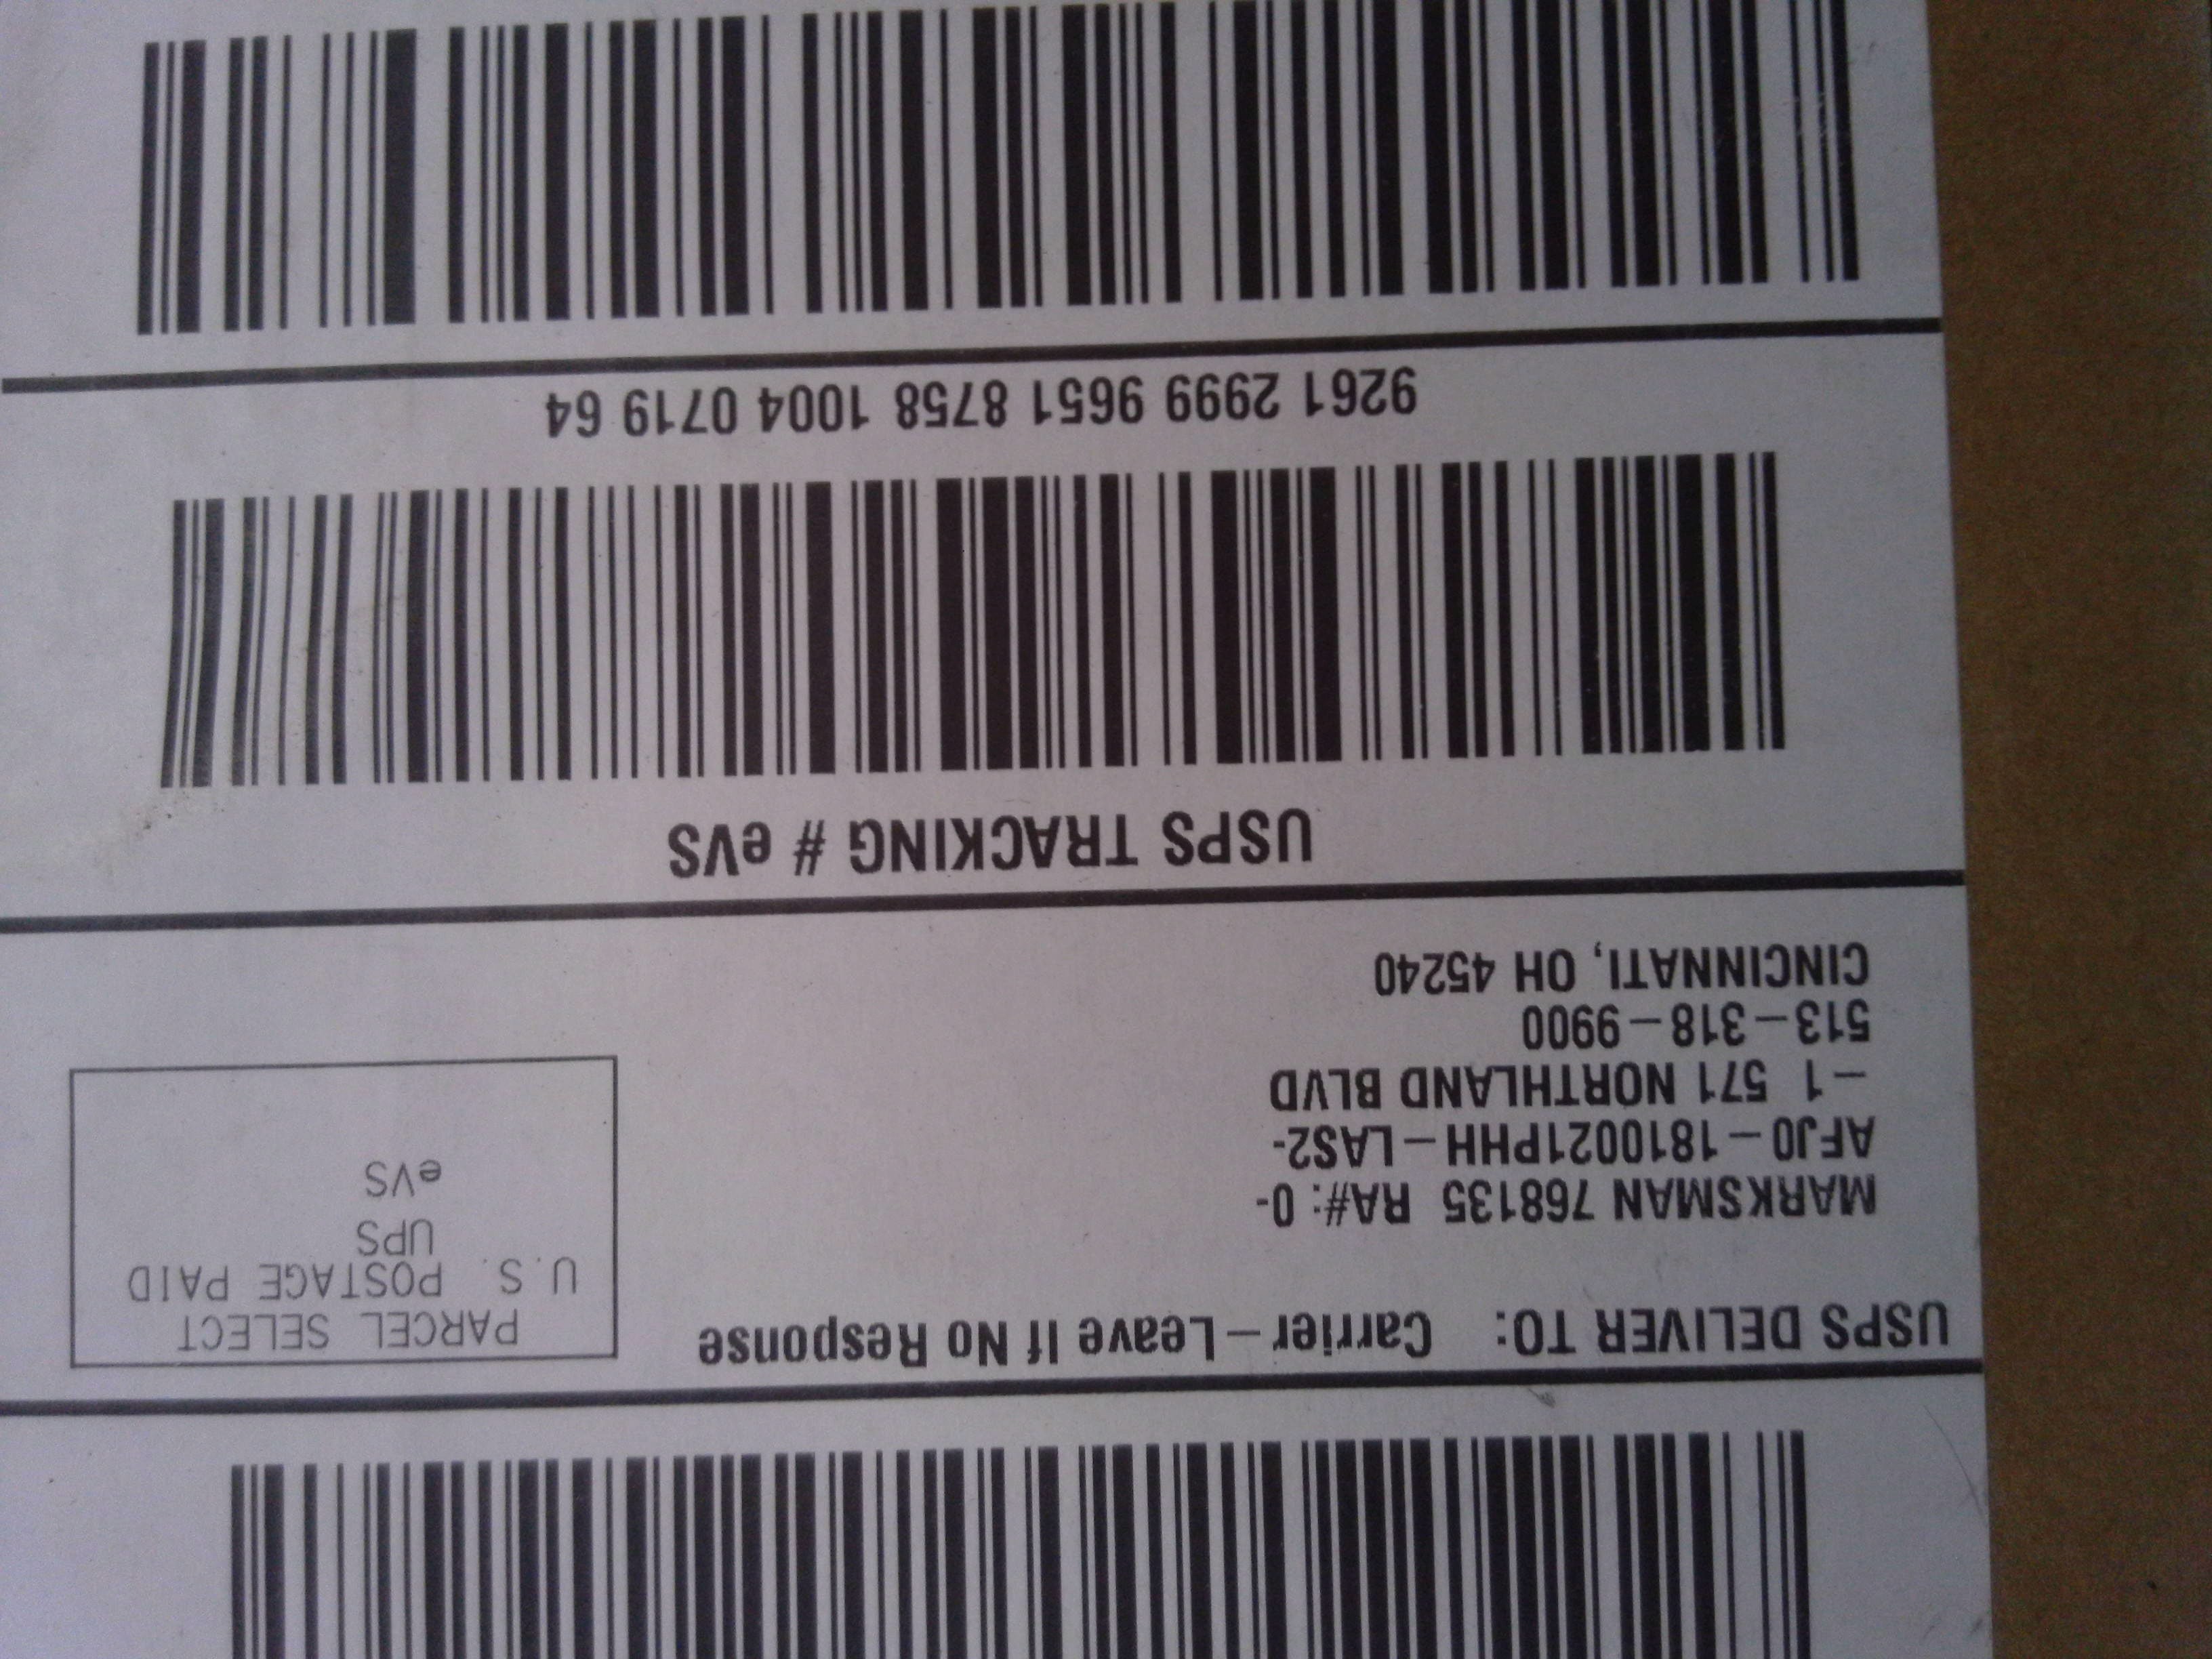 USPS DELIVER TO: Carrier – Leave If No Response
MARKSMAN 768135 RA#: 0-
AFJ0 – 1810021PHH – LAS2-
– 1 571 NORTHLAND BLVD
513 – 318 – 9900
CINCINNATI, OH 45240
PARCEL SELECT
U.S. POSTAGE PAID
UPS
eVS
USPS TRACKING # eVS
9261 2999 9651 8758 1004 0719 64